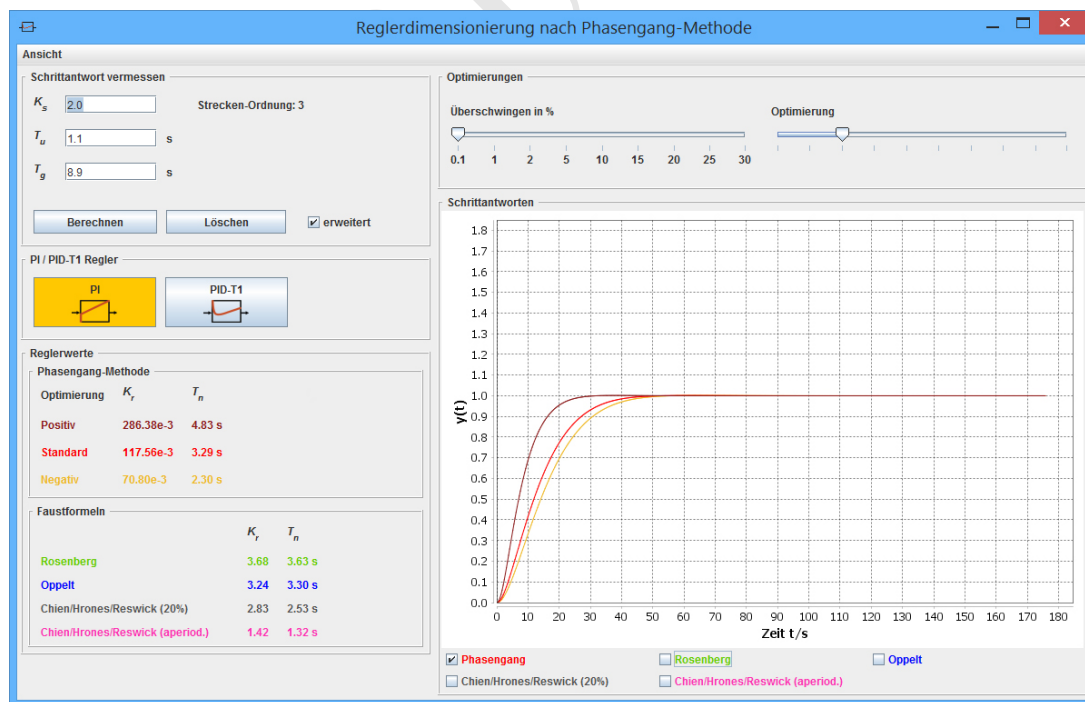 Reglerdimensionierung nach Phasengang-Methode
Ansicht
Schrittantwort vermessen
Ks 2.0 Strecken-Ordnung: 3
Tu 1.1 s
Tg 8.9 s
Berechnen Löschen erweitert
PI / PID-T1 Regler
PI PID-T1
Reglerwerte
Phasengang-Methode
Optimierung Kr Tn
Positiv 286.38e-3 4.83 s
Standard 117.56e-3 3.29 s
Negativ 70.80e-3 2.30 s
Faustformeln
Kr Tn
Rosenberg 3.68 3.63 s
Oppelt 3.24 3.30 s
Chien/Hrones/Reswick (20%) 2.83 2.53 s
Chien/Hrones/Reswick (aperiod.) 1.42 1.32 s
Optimierungen
Überschwingen in % Optimierung
0.1 1 2 5 10 15 20 25 30
Schrittantworten
1.8
1.7
1.6
1.5
1.4
1.3
1.2
1.1
1.0
0.9
0.8
0.7
0.6
0.5
0.4
0.3
0.2
0.1
0.0
y(t)
0 10 20 30 40 50 60 70 80 90 100 110 120 130 140 150 160 170 180
Zeit t/s
Phasengang Rosenberg Oppelt
Chien/Hrones/Reswick (20%) Chien/Hrones/Reswick (aperiod.)